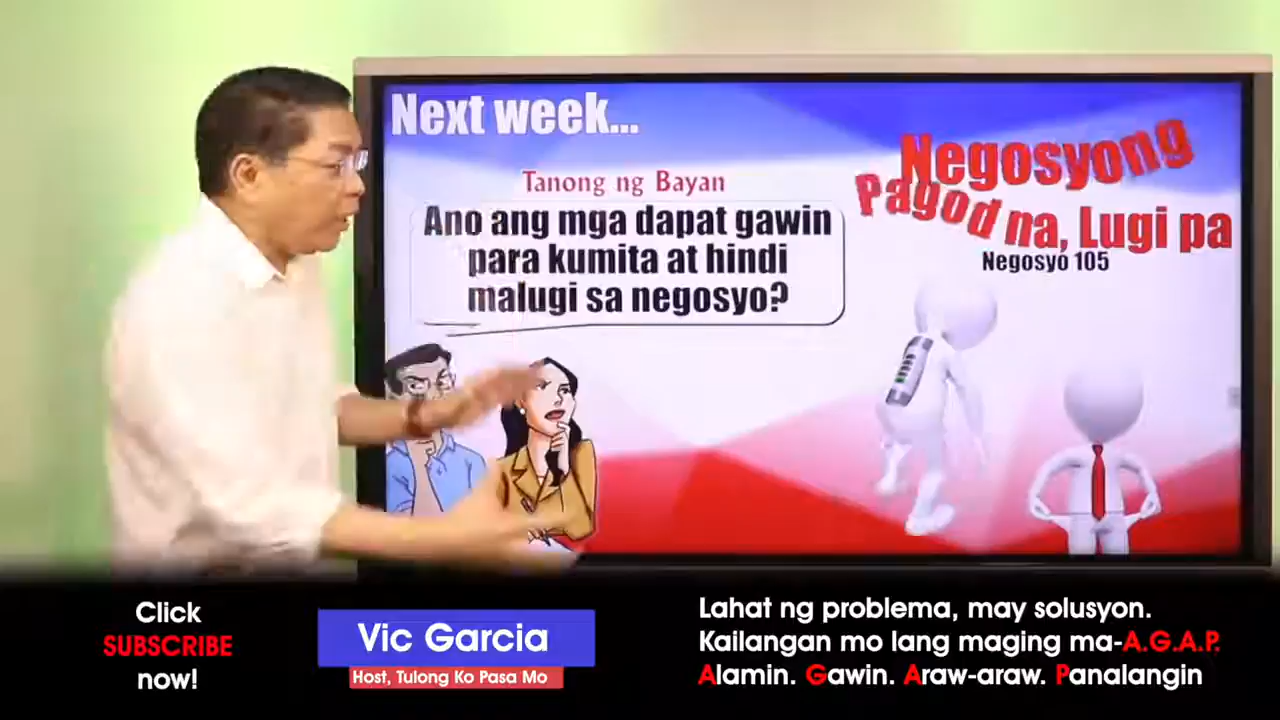 Next week...
Negosyong
Pagod na, Lugi pa
Negosyo 105
Tanong ng Bayan
Ano ang mga dapat gawin
para kumita at hindi
malugi sa negosyo?
Click
SUBSCRIBE
now!
Vic Garcia
Host, Tulong Ko Pasa Mo
Lahat ng problema, may solusyon.
Kailangan mo lang maging ma-A.G.A.P.
Alamin. Gawin. Araw-araw. Panalangin